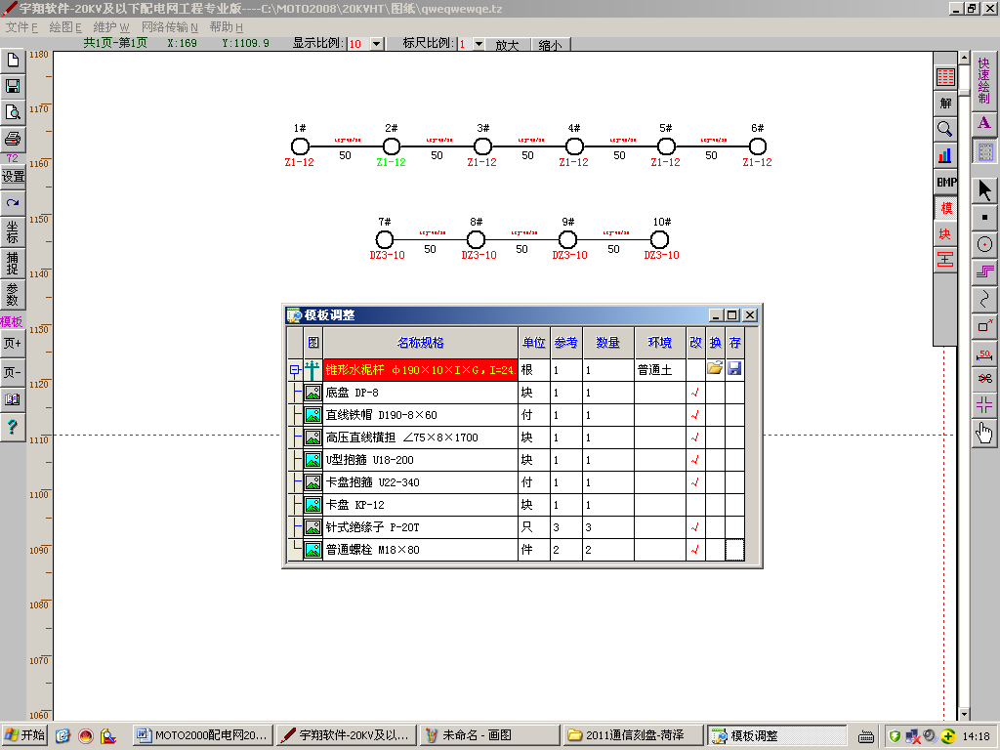 宇翔软件-20KV及以下配电网工程专业版----C:\MOTO2008\20KVHT\图纸\qweqwewqe.tz
文件F 绘图E 维护W 网络传输N 帮助H
共1页-第1页 X:169 Y:1109.9 显示比例: 10 标尺比例: 1 放大 缩小
1180
1170
1160
1150
1140
1130
1120
1110
1100
1090
1080
1070
1060
72
设置
坐标
捕捉
参数
模板
页+
页-
?
1# 2# 3# 4# 5# 6#
50 50 50 50 50
Z1-12 Z1-12 Z1-12 Z1-12 Z1-12 Z1-12
7# 8# 9# 10#
50 50 50
DZ3-10 DZ3-10 DZ3-10 DZ3-10
模板调整
图 名称规格 单位 参考 数量 环境 改 换 存
锥形水泥杆 φ190×10×I×G,I=24. 根 1 1 普通土
底盘 DP-8 块 1 1 √
直线铁帽 D190-8×60 付 1 1 √
高压直线横担 ∠75×8×1700 块 1 1 √
U型抱箍 U18-200 块 1 1 √
卡盘抱箍 U22-340 付 1 1 √
卡盘 KP-12 块 1 1
针式绝缘子 P-20T 只 3 3 √
普通螺栓 M18×80 件 2 2 √
解
BMP
模
块
快速绘制
A
50
开始 MOTO2000配电网20... 宇翔软件-20KV及以... 未命名 - 画图 2011通信刻盘-菏泽 模板调整 14:18